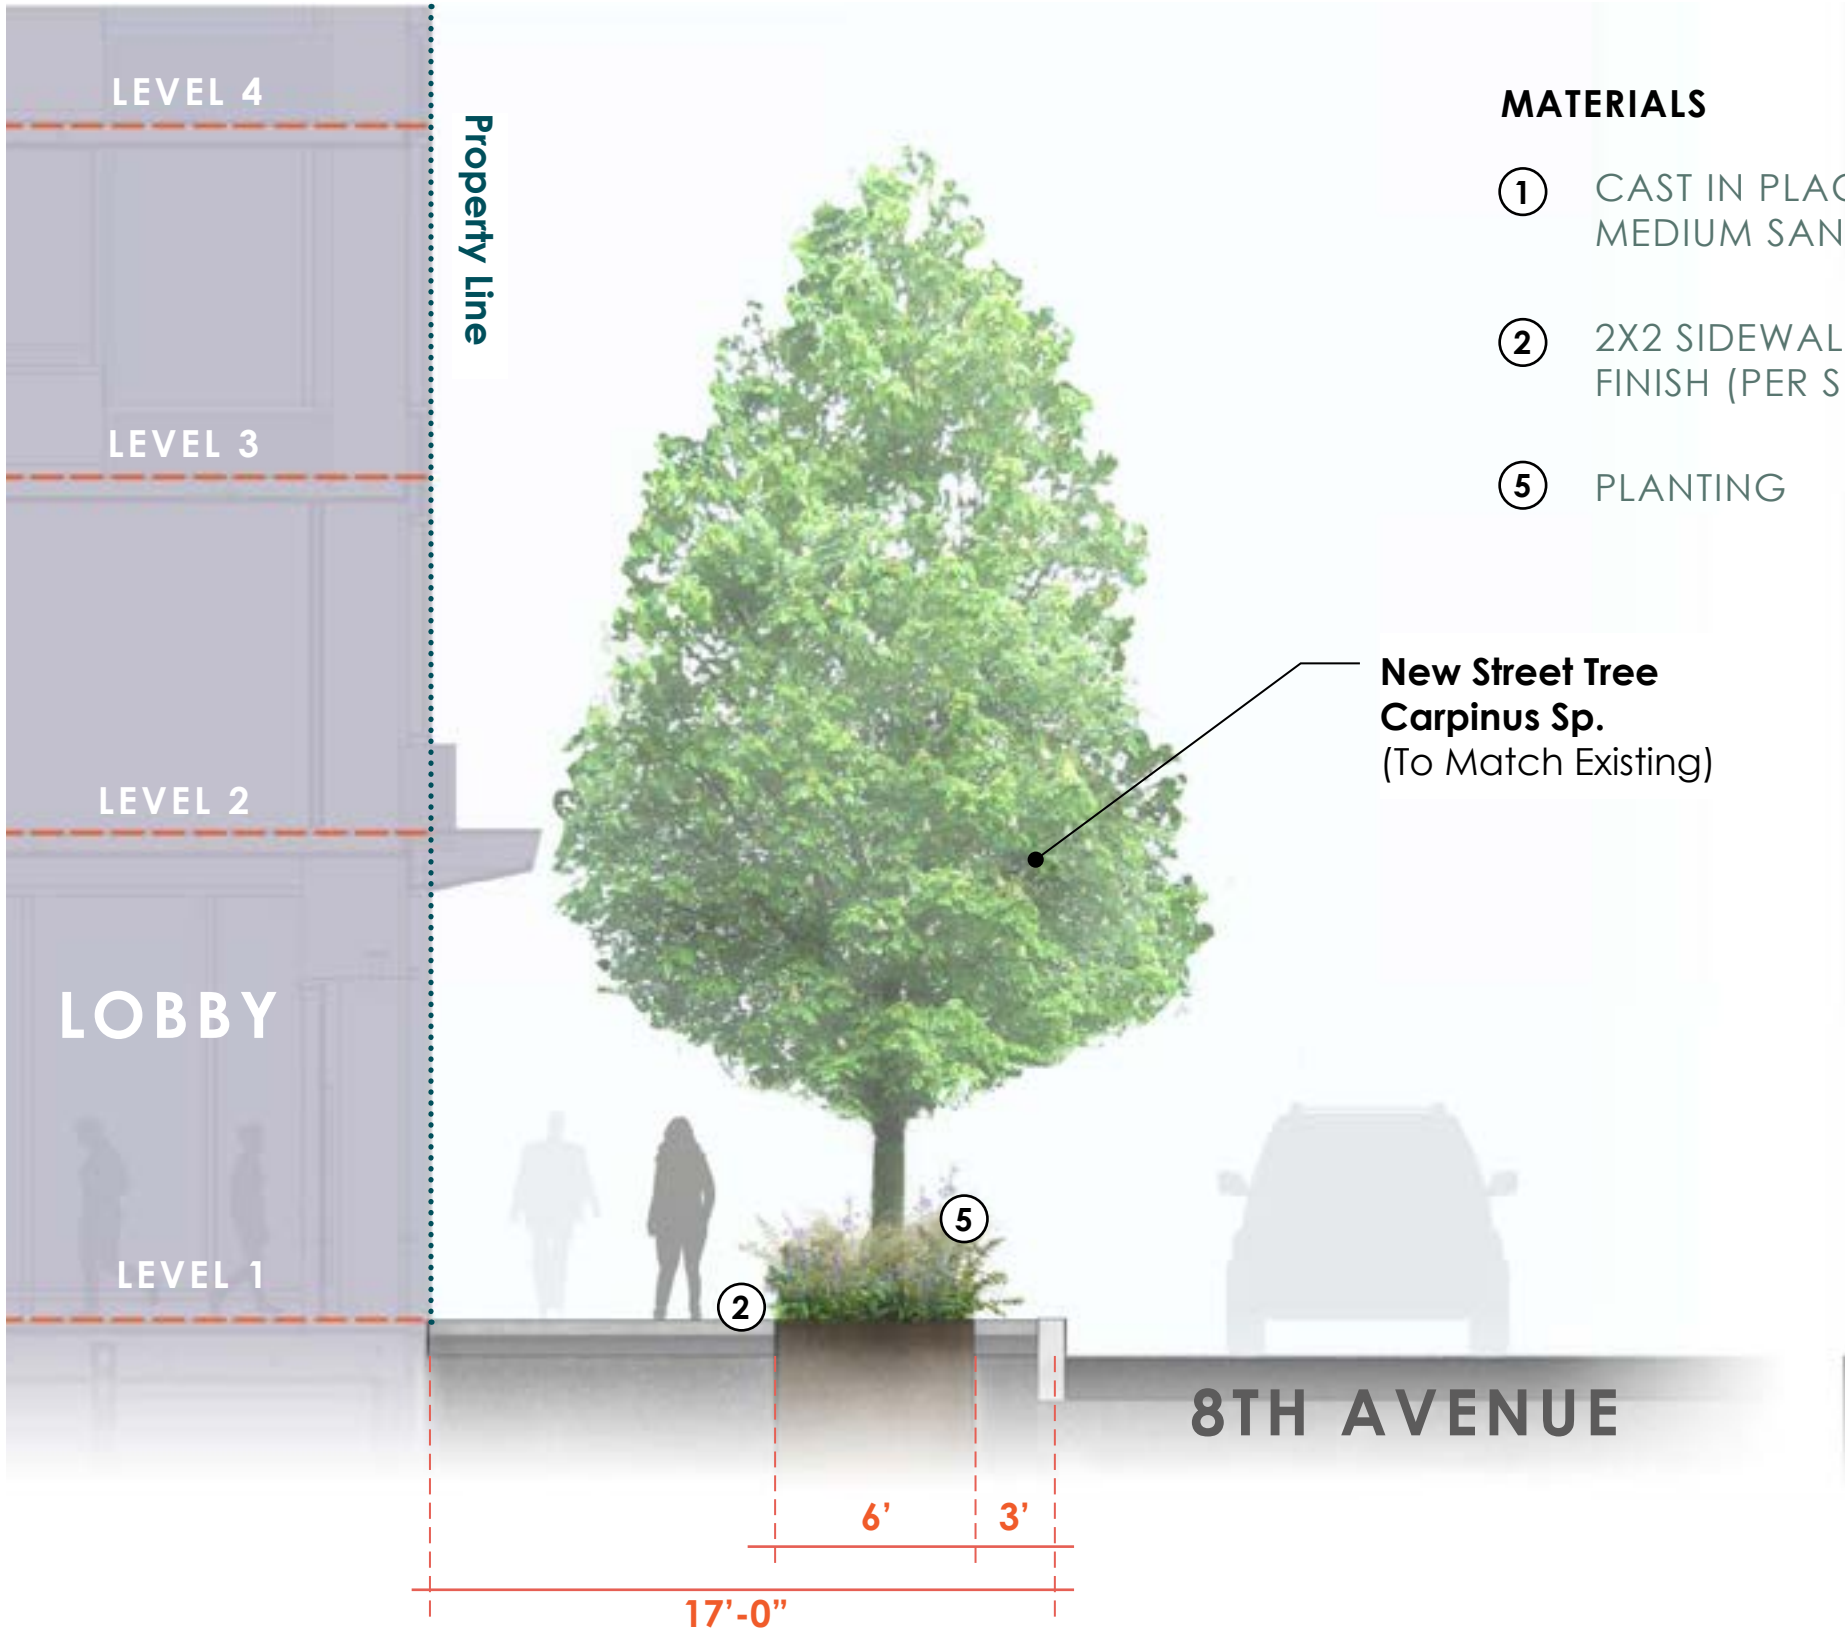 LEVEL 4
Property Line
LEVEL 3
LEVEL 2
LOBBY
LEVEL 1
MATERIALS
1 CAST IN PLAC
MEDIUM SAN
2 2X2 SIDEWAL
FINISH (PER S
5 PLANTING
New Street Tree
Carpinus Sp.
(To Match Existing)
5
2
8TH AVENUE
6’ 3’
17’-0”